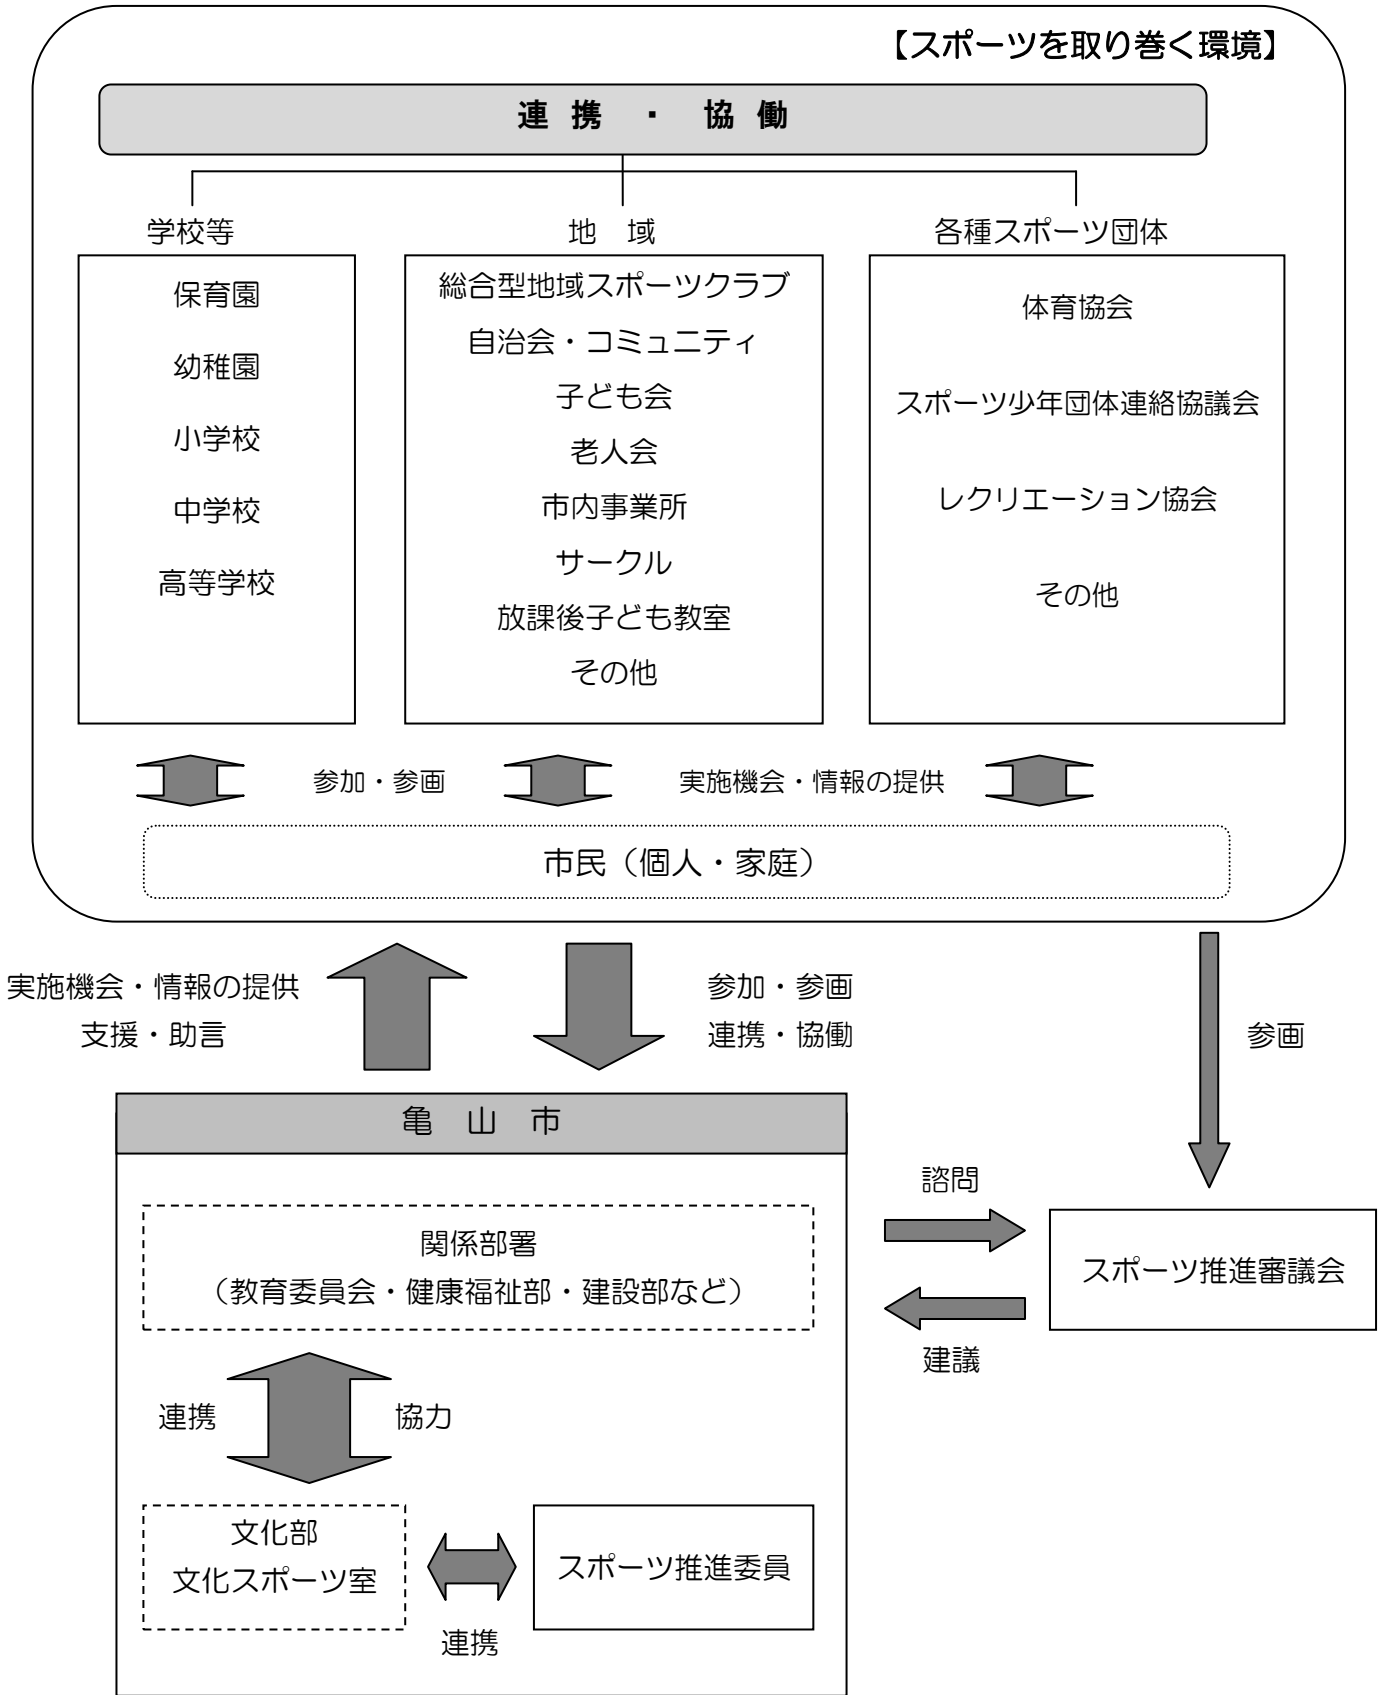 【スポーツを取り巻く環境】
連携・協働
学校等
保育園
幼稚園
小学校
中学校
高等学校
地域
総合型地域スポーツクラブ
自治会・コミュニティ
子ども会
老人会
市内事業所
サークル
放課後子ども教室
その他
各種スポーツ団体
体育協会
スポーツ少年団体連絡協議会
レクリエーション協会
その他
参加・参画
実施機会・情報の提供
市民（個人・家庭）
実施機会・情報の提供
支援・助言
参加・参画
連携・協働
参画
亀山市
関係部署
（教育委員会・健康福祉部・建設部など）
連携
協力
文化部
文化スポーツ室
連携
スポーツ推進委員
諮問
建議
スポーツ推進審議会